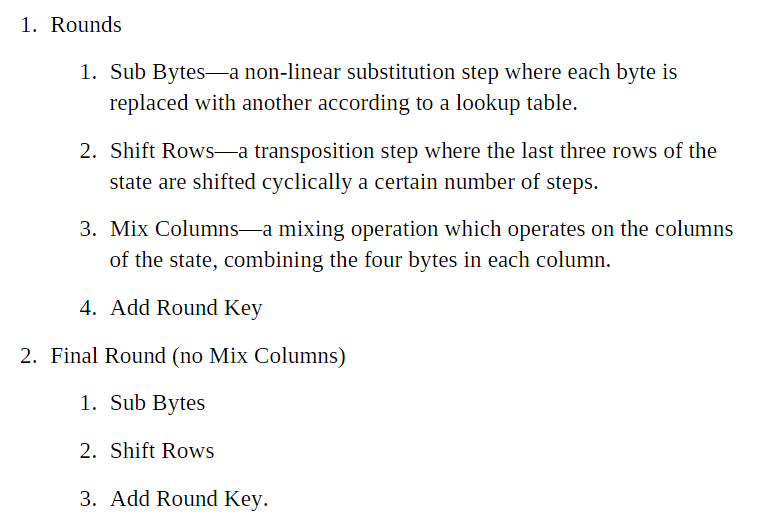 1. Rounds
1. Sub Bytes—a non-linear substitution step where each byte is
replaced with another according to a lookup table.
2. Shift Rows—a transposition step where the last three rows of the
state are shifted cyclically a certain number of steps.
3. Mix Columns—a mixing operation which operates on the columns
of the state, combining the four bytes in each column.
4. Add Round Key
2. Final Round (no Mix Columns)
1. Sub Bytes
2. Shift Rows
3. Add Round Key.